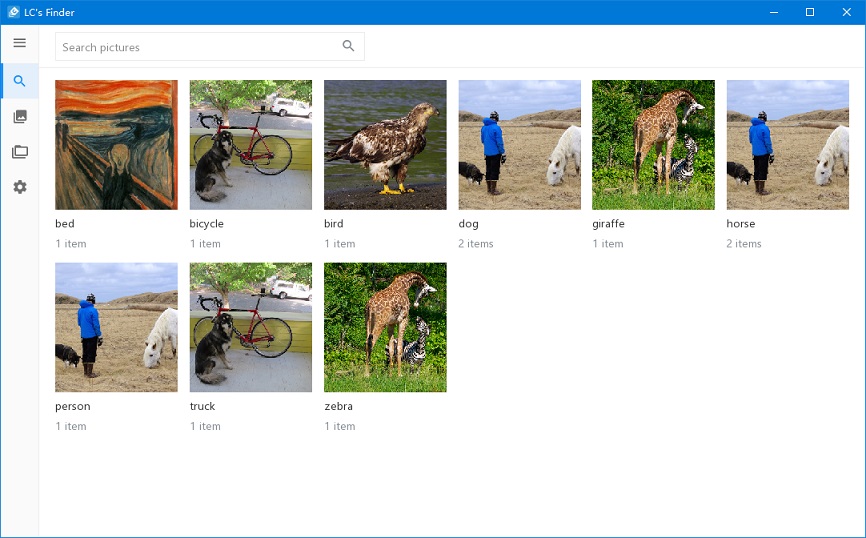 LC's Finder
Search pictures
bed
1 item
bicycle
1 item
bird
1 item
dog
2 items
giraffe
1 item
horse
2 items
person
1 item
truck
1 item
zebra
1 item